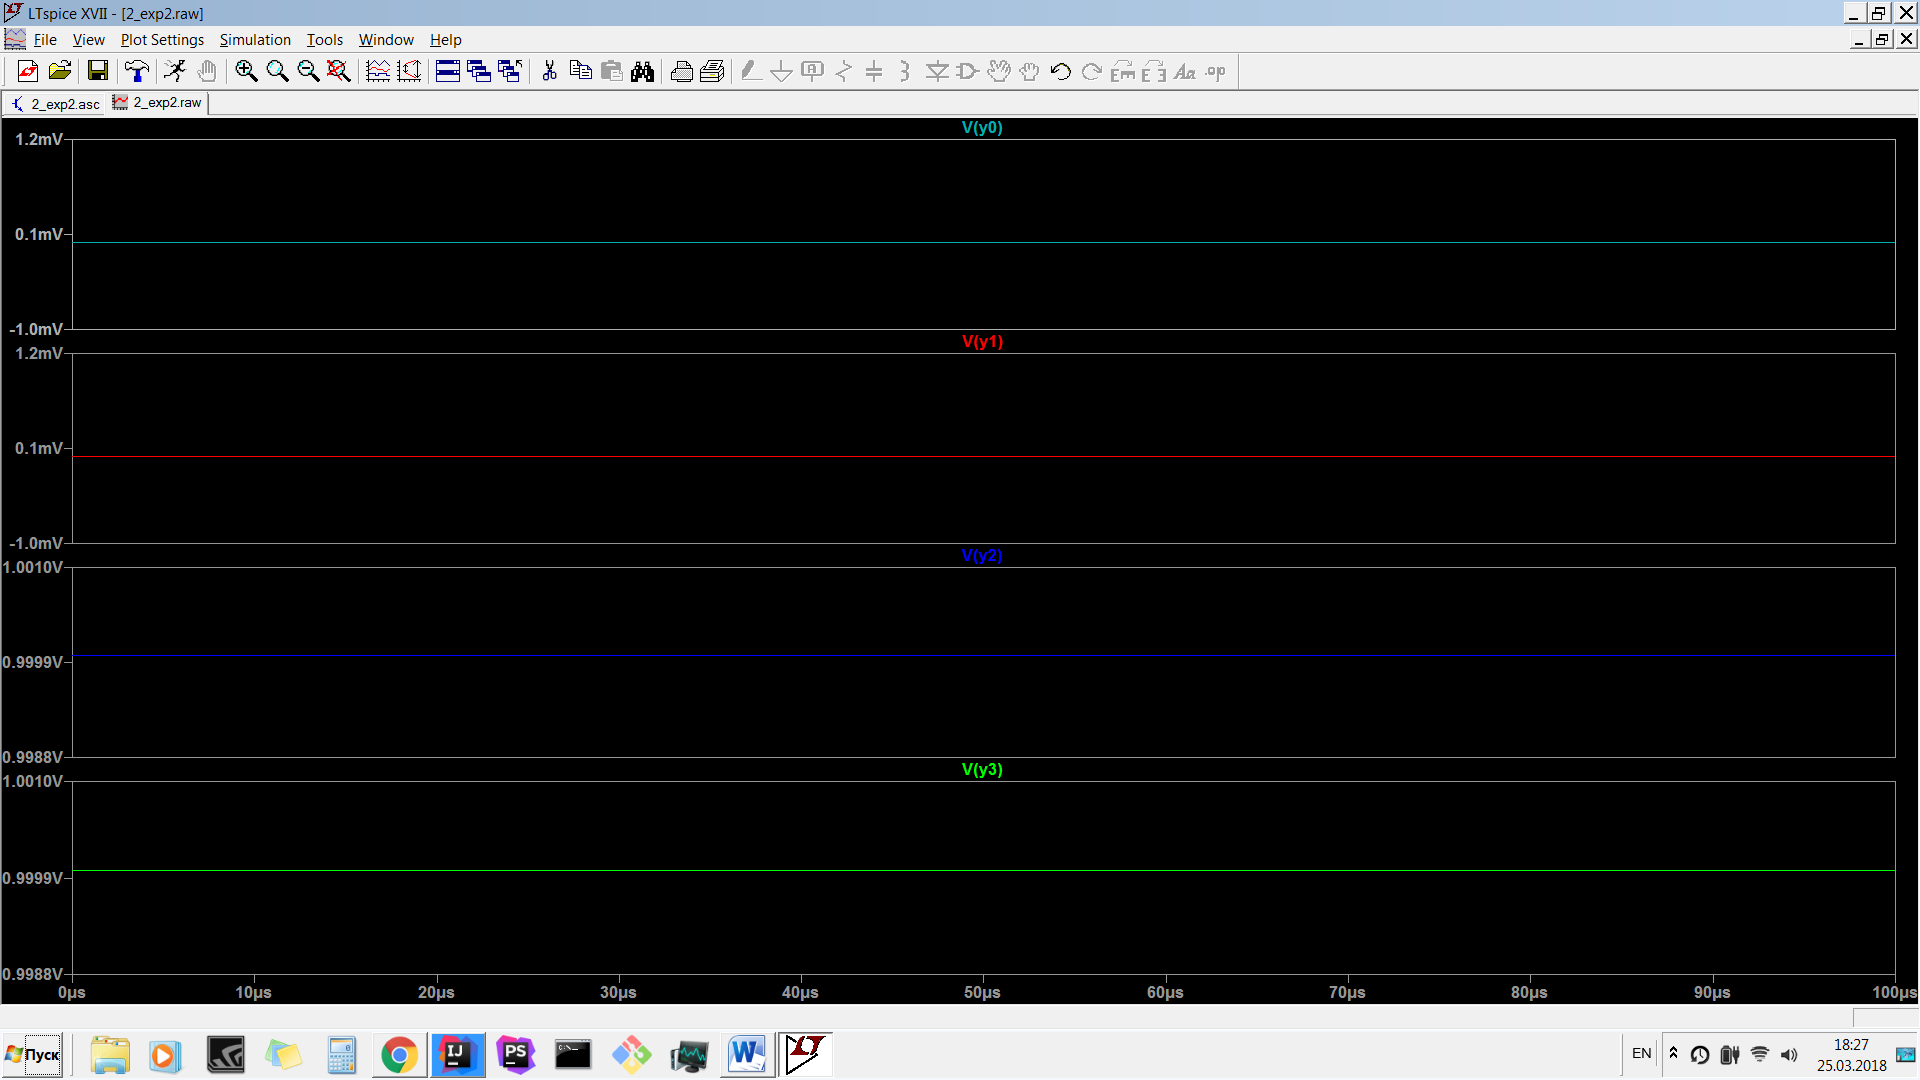 LTspice XVII - [2_exp2.raw]
File View Plot Settings Simulation Tools Window Help
2_exp2.asc 2_exp2.raw
V(y0)
1.2mV
0.1mV
-1.0mV
V(y1)
1.2mV
0.1mV
-1.0mV
V(y2)
1.0010V
0.9999V
0.9988V
V(y3)
1.0010V
0.9999V
0.9988V
0µs 10µs 20µs 30µs 40µs 50µs 60µs 70µs 80µs 90µs 100µs
Пуск
IJ
PS
W
EN
18:27
25.03.2018